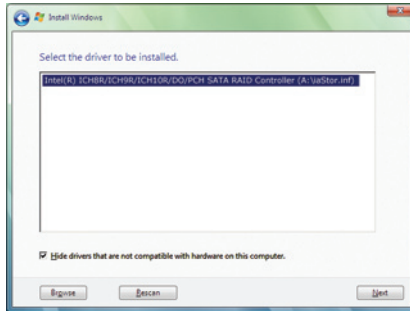 Install Windows
Select the driver to be installed.
Intel(R) ICH8R/ICH9R/ICH10R/DO/PCH SATA RAID Controller (A:\iaStor.inf)
Hide drivers that are not compatible with hardware on this computer.
Browse
Rescan
Next